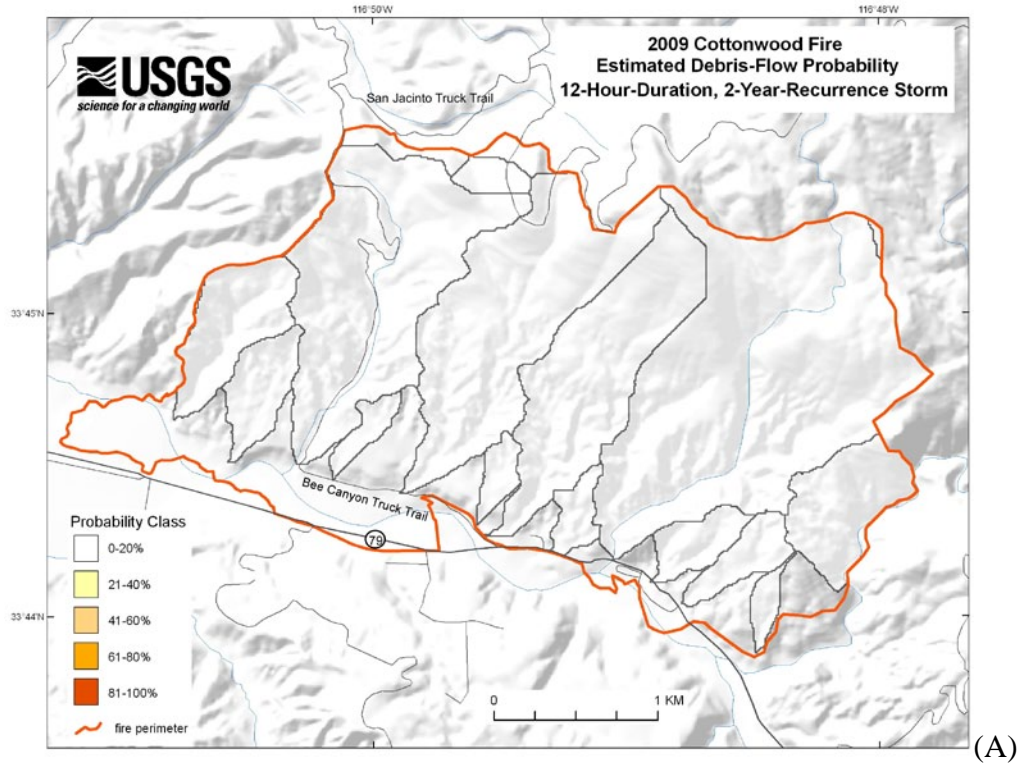 116°50'W
116°48'W
USGS
science for a changing world
2009 Cottonwood Fire
Estimated Debris-Flow Probability
12-Hour-Duration, 2-Year-Recurrence Storm
San Jacinto Truck Trail
33°45'N
Bee Canyon Truck Trail
79
Probability Class
0-20%
21-40%
41-60%
61-80%
81-100%
fire perimeter
33°44'N
0
1 KM
(A)